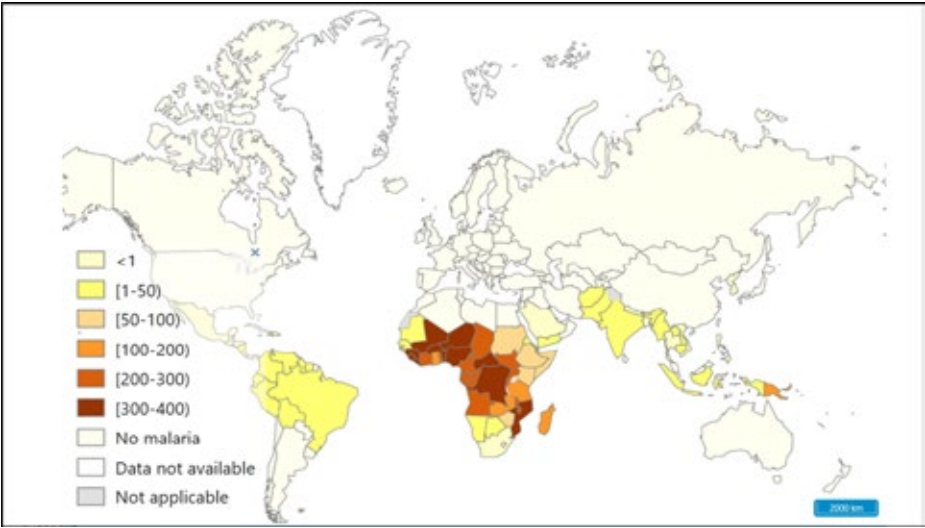 <1
[1-50)
[50-100)
[100-200)
[200-300)
[300-400)
No malaria
Data not available
Not applicable
2000 km